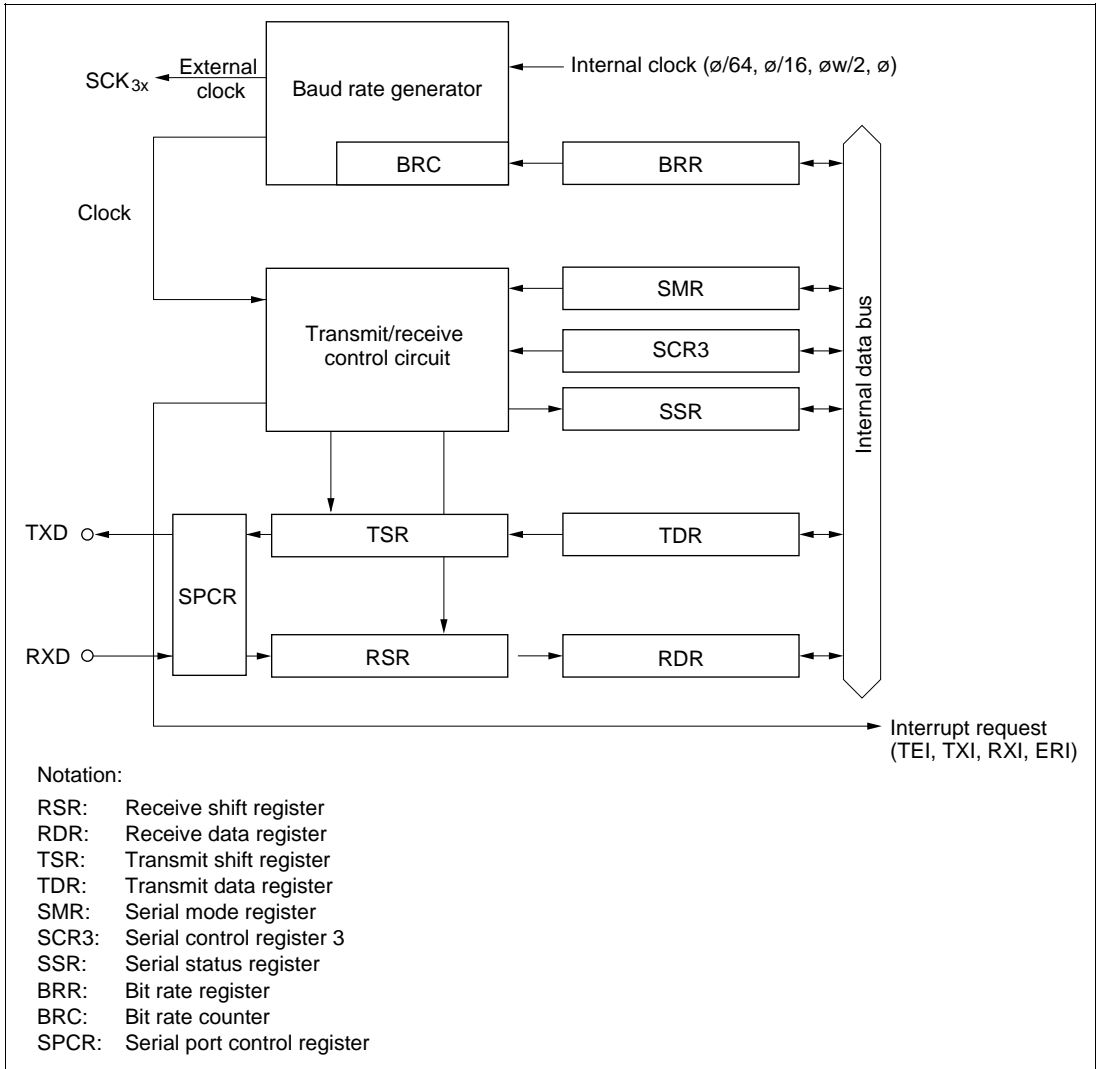 SCK3x
External
clock
Baud rate generator
Internal clock (ø/64, ø/16, øw/2, ø)
BRC
BRR
Clock
Internal data bus
SMR
Transmit/receive
control circuit
SCR3
SSR
TXD
TSR
TDR
SPCR
RXD
RSR
RDR
Interrupt request
(TEI, TXI, RXI, ERI)
Notation:
RSR: Receive shift register
RDR: Receive data register
TSR: Transmit shift register
TDR: Transmit data register
SMR: Serial mode register
SCR3: Serial control register 3
SSR: Serial status register
BRR: Bit rate register
BRC: Bit rate counter
SPCR: Serial port control register